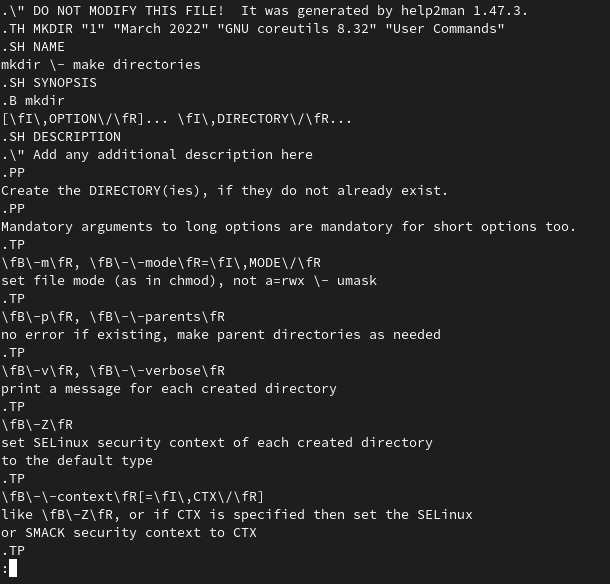 .\" DO NOT MODIFY THIS FILE!  It was generated by help2man 1.47.3.
.TH MKDIR "1" "March 2022" "GNU coreutils 8.32" "User Commands"
.SH NAME
mkdir \- make directories
.SH SYNOPSIS
.B mkdir
[\fI\,OPTION\/\fR]... \fI\,DIRECTORY\/\fR...
.SH DESCRIPTION
.\" Add any additional description here
.PP
Create the DIRECTORY(ies), if they do not already exist.
.PP
Mandatory arguments to long options are mandatory for short options too.
.TP
\fB\-m\fR, \fB\-\-mode\fR=\fI\,MODE\/\fR
set file mode (as in chmod), not a=rwx \- umask
.TP
\fB\-p\fR, \fB\-\-parents\fR
no error if existing, make parent directories as needed
.TP
\fB\-v\fR, \fB\-\-verbose\fR
print a message for each created directory
.TP
\fB\-Z\fR
set SELinux security context of each created directory
to the default type
.TP
\fB\-\-context\fR[=\fI\,CTX\/\fR]
like \fB\-Z\fR, or if CTX is specified then set the SELinux
or SMACK security context to CTX
.TP
: